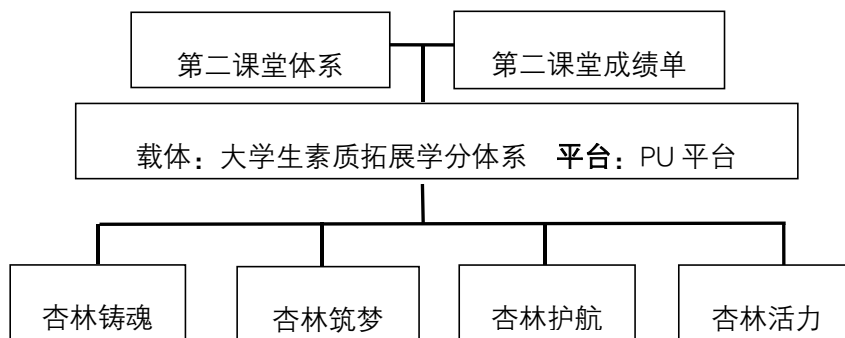 第二课堂体系
第二课堂成绩单
载体：大学生素质拓展学分体系 平台：PU 平台
杏林铸魂
杏林筑梦
杏林护航
杏林活力